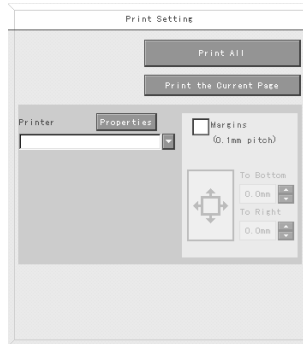 Print Setting
Print All
Print the Current Page
Printer
Properties
Margins
(0.1mm pitch)
To Bottom
0.0mm
To Right
0.0mm